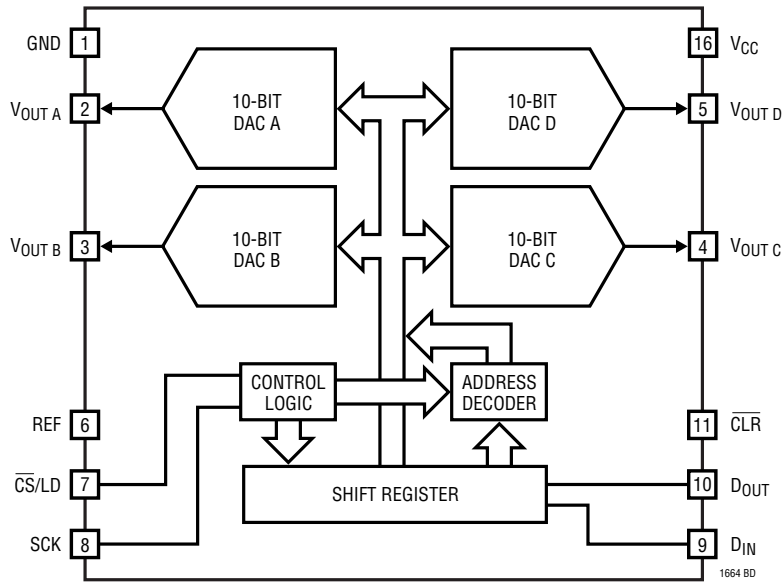 GND 1
16 VCC
VOUT A 2
10-BIT
DAC A
10-BIT
DAC D
5 VOUT D
VOUT B 3
10-BIT
DAC B
10-BIT
DAC C
4 VOUT C
CONTROL
LOGIC
ADDRESS
DECODER
REF 6
11 C̅L̅R̅
C̅S̅/LD 7
SHIFT REGISTER
10 DOUT
SCK 8
9 DIN
1664 BD